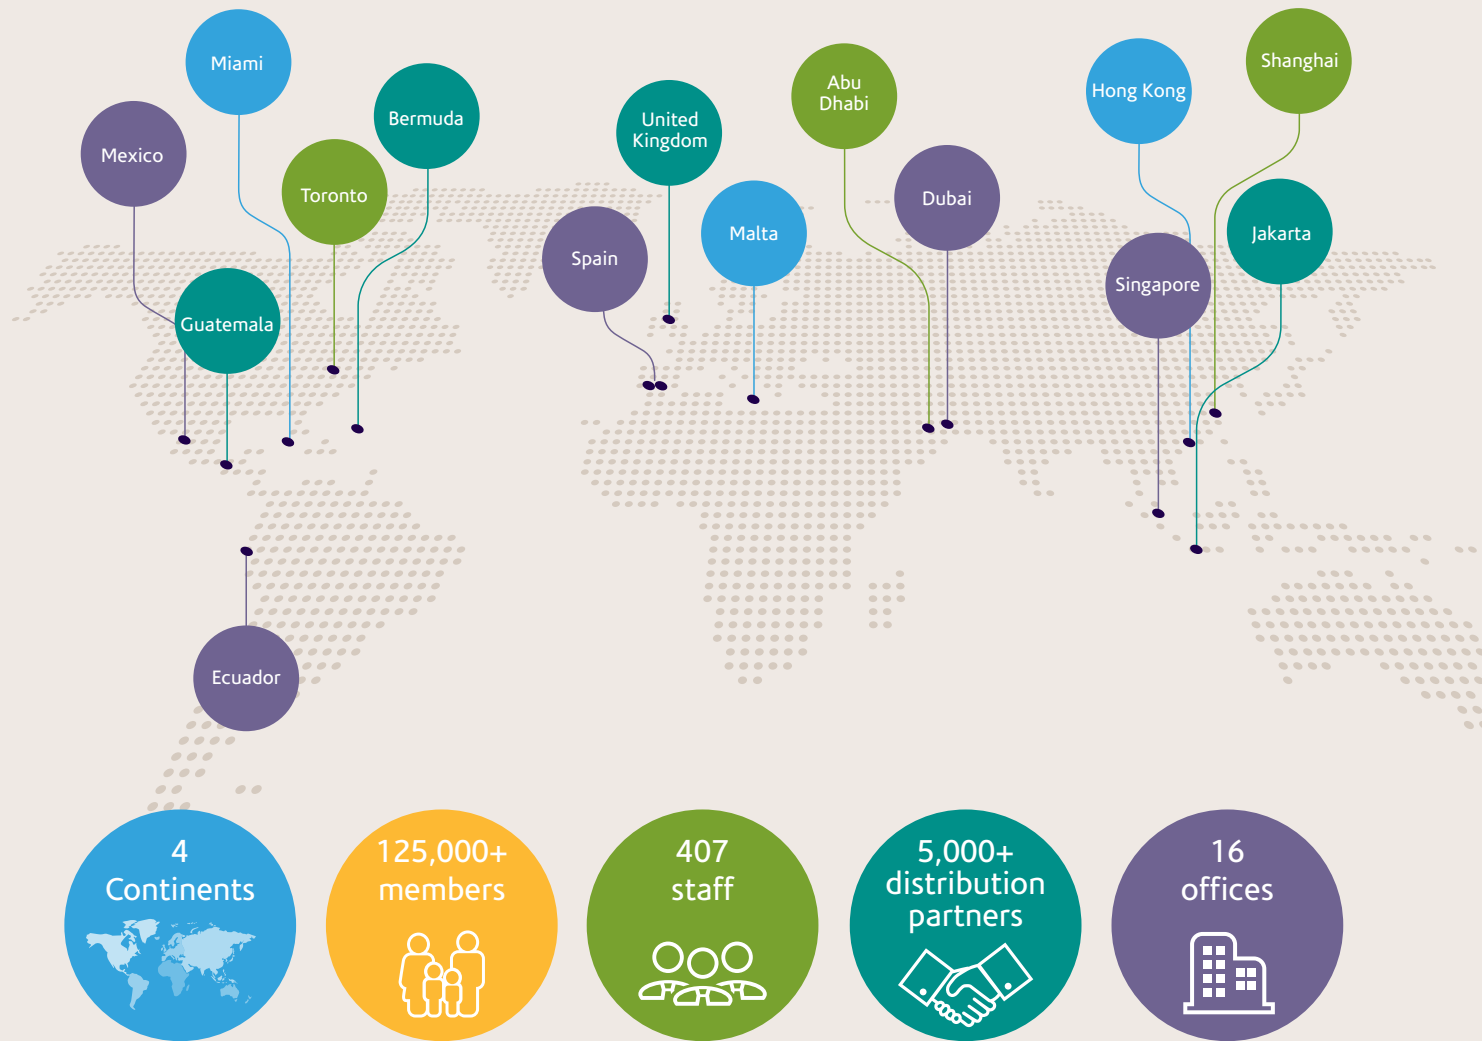 Miami
Shanghai
Abu
Dhabi
Hong Kong
Bermuda
United
Kingdom
Mexico
Toronto
Dubai
Malta
Jakarta
Spain
Singapore
Guatemala
Ecuador
4
Continents
125,000+
members
407
staff
5,000+
distribution
partners
16
offices